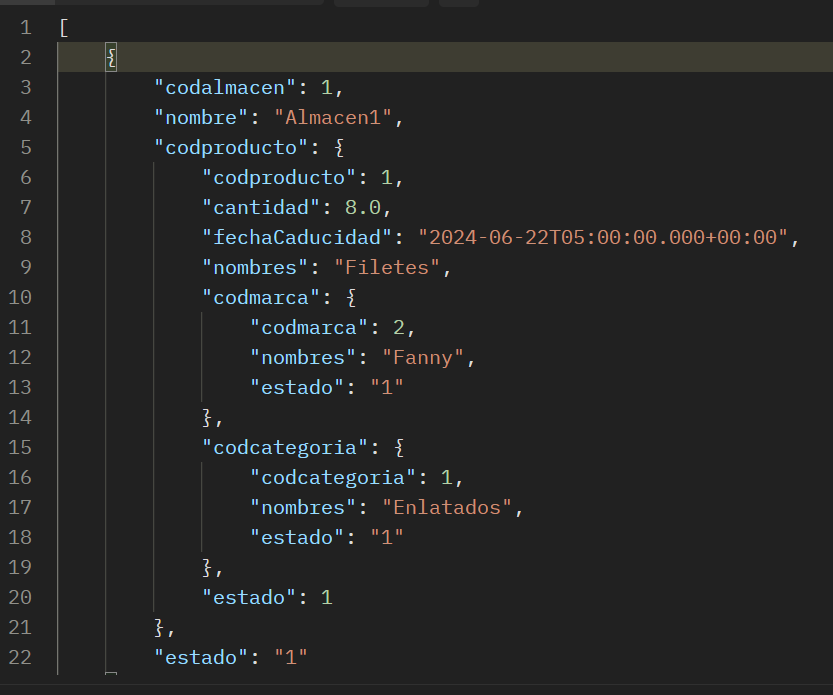 1 [
2     {
3         "codalmacen": 1,
4         "nombre": "Almacen1",
5         "codproducto": {
6             "codproducto": 1,
7             "cantidad": 8.0,
8             "fechaCaducidad": "2024-06-22T05:00:00.000+00:00",
9             "nombres": "Filetes",
10             "codmarca": {
11                 "codmarca": 2,
12                 "nombres": "Fanny",
13                 "estado": "1"
14             },
15             "codcategoria": {
16                 "codcategoria": 1,
17                 "nombres": "Enlatados",
18                 "estado": "1"
19             },
20             "estado": 1
21         },
22         "estado": "1"